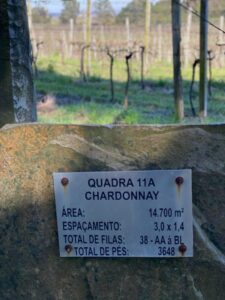 QUADRA 11A
CHARDONNAY
ÁREA: 14.700 m²
ESPAÇAMENTO: 3,0 x 1,4
TOTAL DE FILAS: 38 - AA à BL
TOTAL DE PÉS: 3648